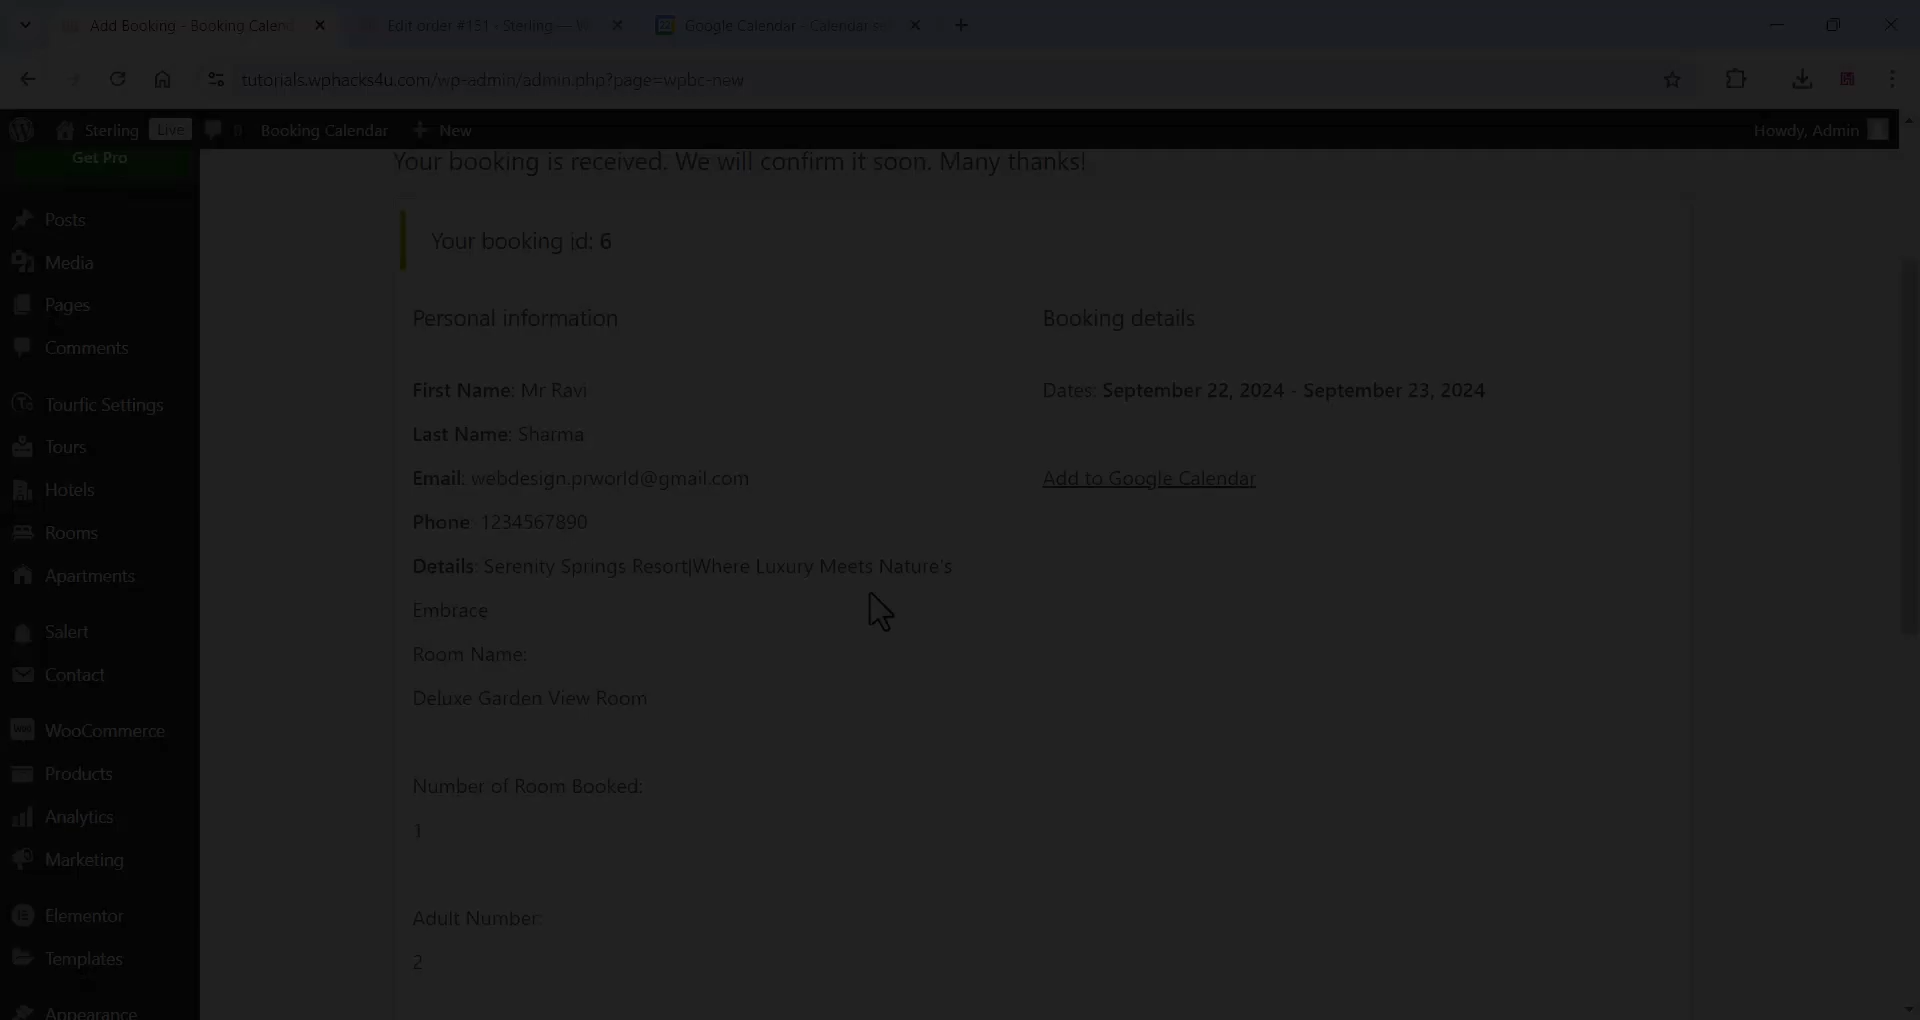 Add Booking - Booking Calend
Edit order #131 - Sterling — W
Google Calendar - Calendar se
tutorials.wphacks4u.com/wp-admin/admin.php?page=wpbc-new
Sterling Live 0 Booking Calendar + New
Howdy, Admin
Get Pro
Posts
Media
Pages
Comments
Tourfic Settings
Tours
Hotels
Rooms
Apartments
Salert
Contact
WooCommerce
Products
Analytics
Marketing
Elementor
Templates
Appearance
Your booking is received. We will confirm it soon. Many thanks!
Your booking id: 6
Personal information
First Name: Mr Ravi
Last Name: Sharma
Email: webdesign.prworld@gmail.com
Phone: 1234567890
Details: Serenity Springs Resort|Where Luxury Meets Nature's
Embrace
Room Name:
Deluxe Garden View Room
Number of Room Booked:
1
Adult Number:
2
Booking details
Dates: September 22, 2024 - September 23, 2024
Add to Google Calendar